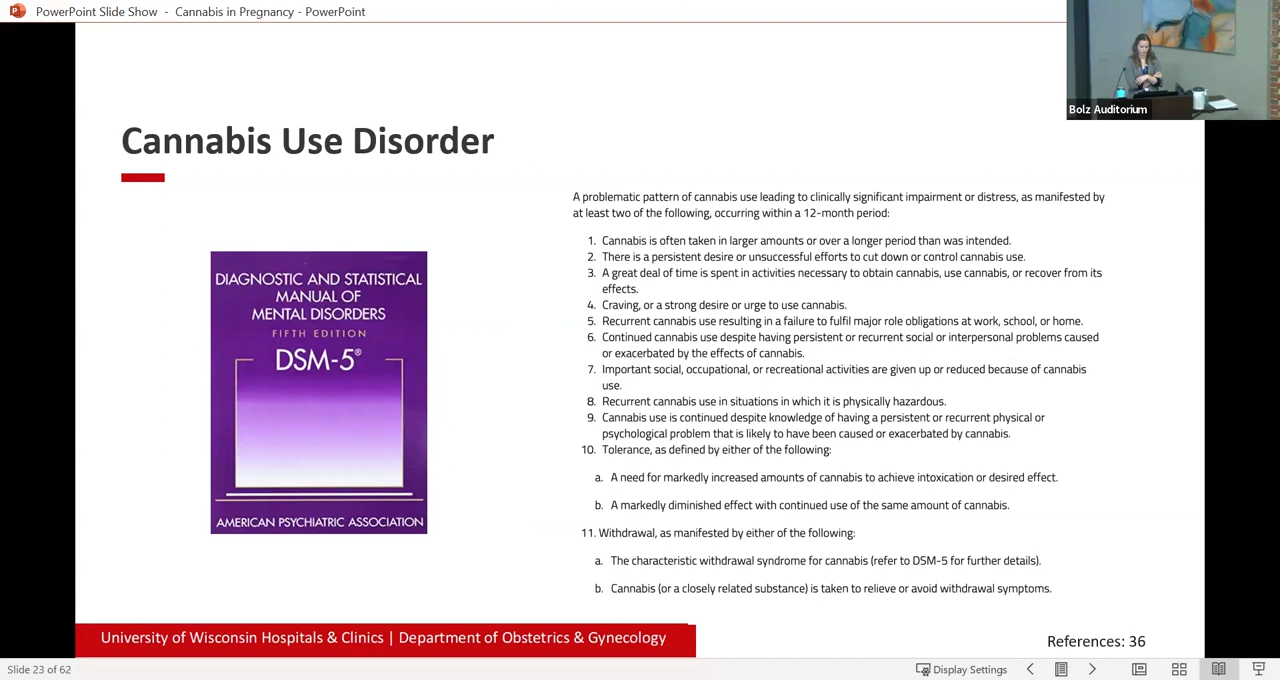 PowerPoint Slide Show - Cannabis in Pregnancy - PowerPoint
Bolz Auditorium
Cannabis Use Disorder
DIAGNOSTIC AND STATISTICAL
MANUAL OF
MENTAL DISORDERS
FIFTH EDITION
DSM-5®
AMERICAN PSYCHIATRIC ASSOCIATION
A problematic pattern of cannabis use leading to clinically significant impairment or distress, as manifested by
at least two of the following, occurring within a 12-month period:
1. Cannabis is often taken in larger amounts or over a longer period than was intended.
2. There is a persistent desire or unsuccessful efforts to cut down or control cannabis use.
3. A great deal of time is spent in activities necessary to obtain cannabis, use cannabis, or recover from its
effects.
4. Craving, or a strong desire or urge to use cannabis.
5. Recurrent cannabis use resulting in a failure to fulfil major role obligations at work, school, or home.
6. Continued cannabis use despite having persistent or recurrent social or interpersonal problems caused
or exacerbated by the effects of cannabis.
7. Important social, occupational, or recreational activities are given up or reduced because of cannabis
use.
8. Recurrent cannabis use in situations in which it is physically hazardous.
9. Cannabis use is continued despite knowledge of having a persistent or recurrent physical or
psychological problem that is likely to have been caused or exacerbated by cannabis.
10. Tolerance, as defined by either of the following:
a. A need for markedly increased amounts of cannabis to achieve intoxication or desired effect.
b. A markedly diminished effect with continued use of the same amount of cannabis.
11. Withdrawal, as manifested by either of the following:
a. The characteristic withdrawal syndrome for cannabis (refer to DSM-5 for further details).
b. Cannabis (or a closely related substance) is taken to relieve or avoid withdrawal symptoms.
University of Wisconsin Hospitals & Clinics | Department of Obstetrics & Gynecology
References: 36
Slide 23 of 62
Display Settings